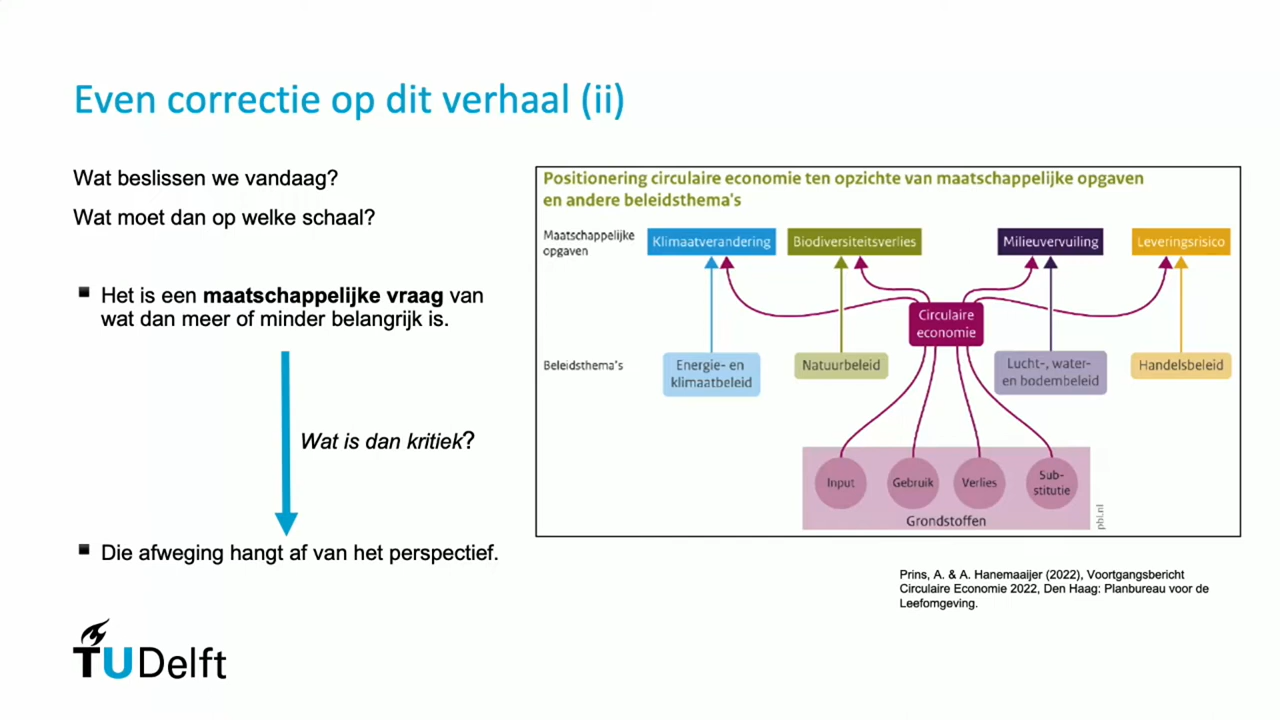 Even correctie op dit verhaal (ii)
Wat beslissen we vandaag?
Wat moet dan op welke schaal?
Het is een maatschappelijke vraag van
wat dan meer of minder belangrijk is.
Wat is dan kritiek?
Die afweging hangt af van het perspectief.
TU Delft
Positionering circulaire economie ten opzichte van maatschappelijke opgaven
en andere beleidsthema's
Maatschappelijke
opgaven
Klimaatverandering
Biodiversiteitsverlies
Milieuvervuiling
Leveringsrisico
Circulaire
economie
Beleidsthema's
Energie- en
klimaatbeleid
Natuurbeleid
Lucht-, water-
en bodembeleid
Handelsbeleid
Input
Gebruik
Verlies
Sub-
stitutie
Grondstoffen
pbl.nl
Prins, A. & A. Hanemaaijer (2022), Voortgangsbericht
Circulaire Economie 2022, Den Haag: Planbureau voor de
Leefomgeving.